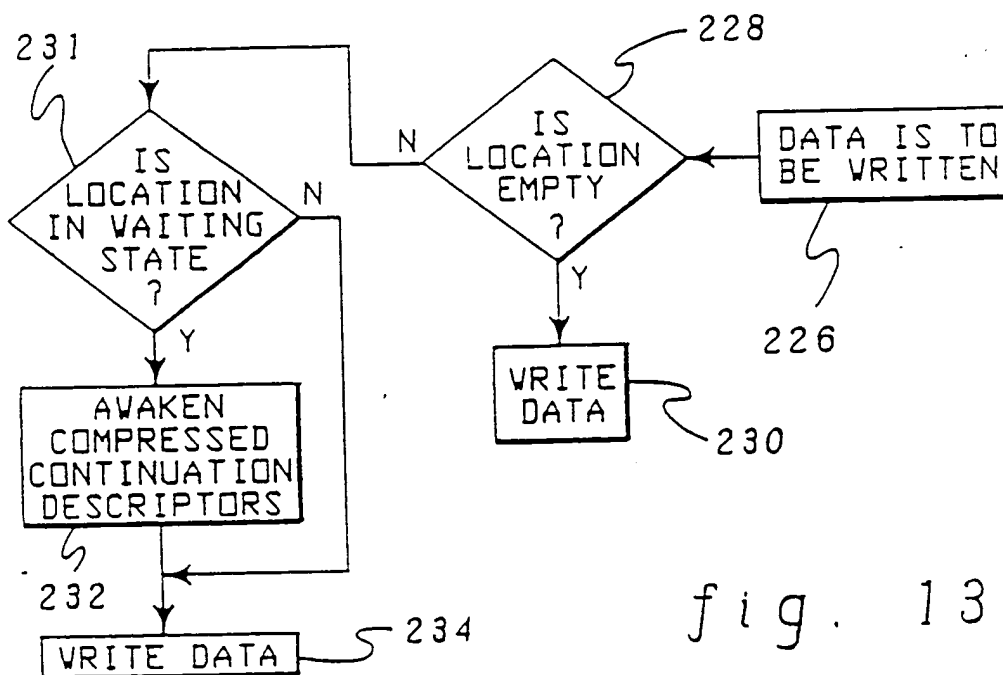 231
228
IS
LOCATION
IN WAITING
STATE
?
N
Y
N
IS
LOCATION
EMPTY
?
Y
DATA IS TO
BE WRITTEN
226
WRITE
DATA
230
AWAKEN
COMPRESSED
CONTINUATION
DESCRIPTORS
232
WRITE DATA
234
fig. 13